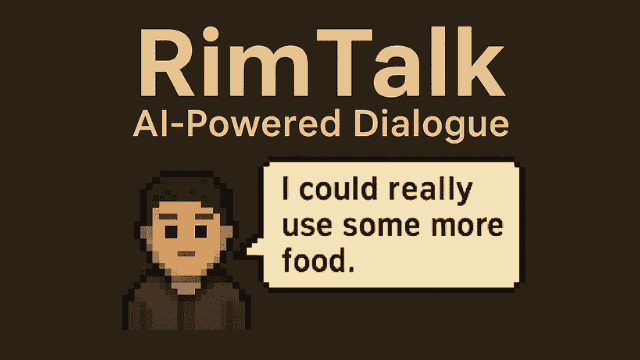 RimTalk
AI-Powered Dialogue
I could really
use some more
food.